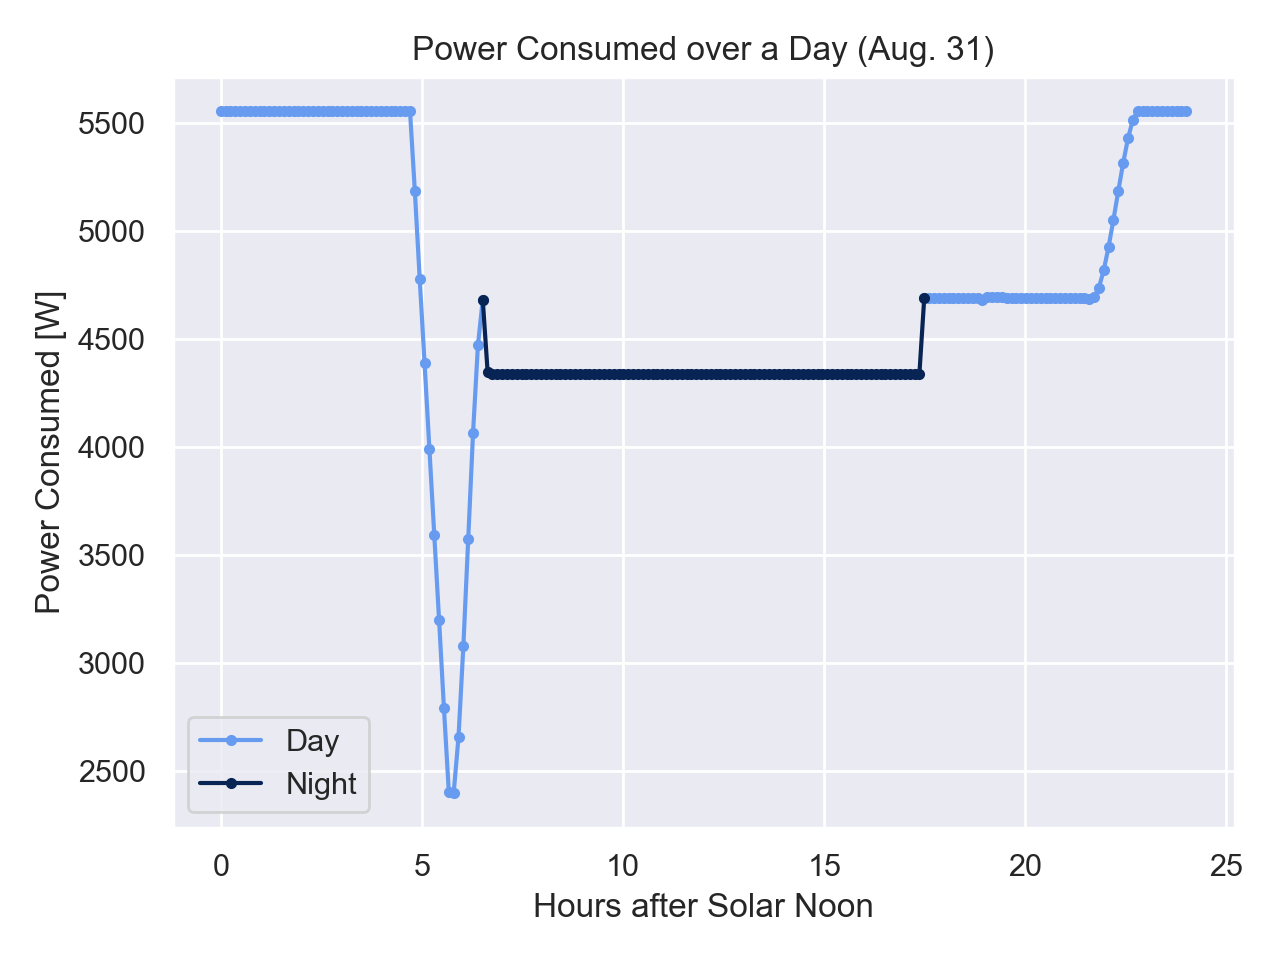 Power Consumed over a Day (Aug. 31)
5500
5000
4500
4000
3500
3000
2500
Power Consumed [W]
Day
Night
0 5 10 15 20 25
Hours after Solar Noon